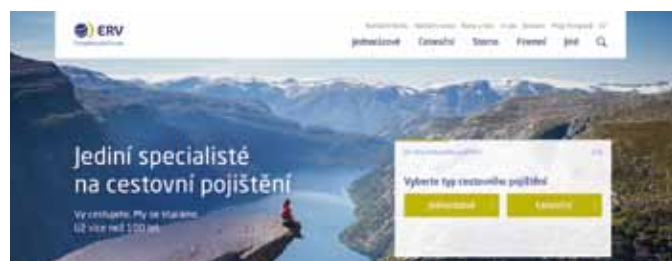 ERV
Jednorázové Celoroční Storno Firemní Jiné
Jediní specialisté
na cestovní pojištění
Vy cestujete. My se staráme.
Už více než 100 let.
Vyberte typ cestovního pojištění
Jednorázové Celoroční